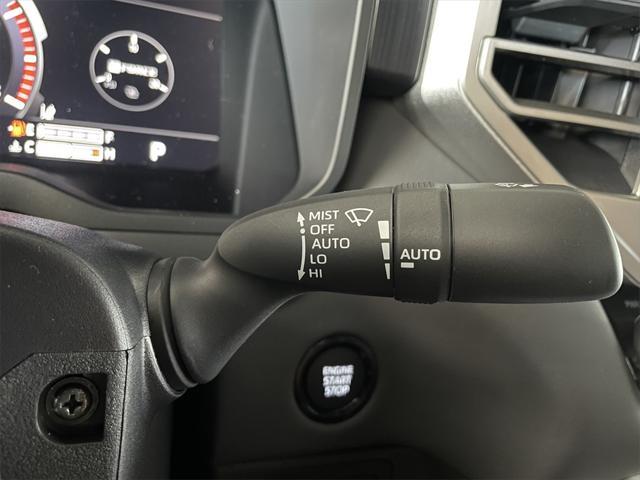 E F
C H
P
MIST
OFF
AUTO
LO
HI
AUTO
ENGINE
START
STOP